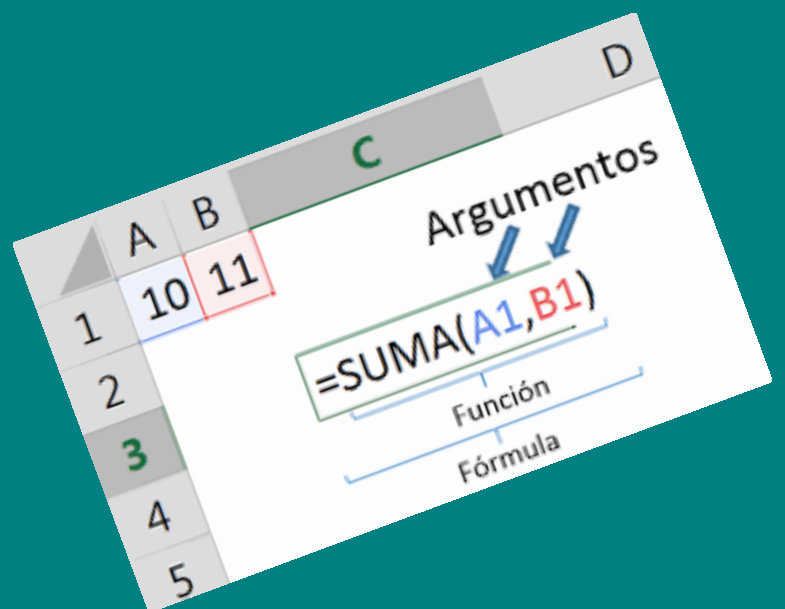 A B C D
1 10 11
Argumentos
2
=SUMA(A1,B1)
3
Función
4
Fórmula
5